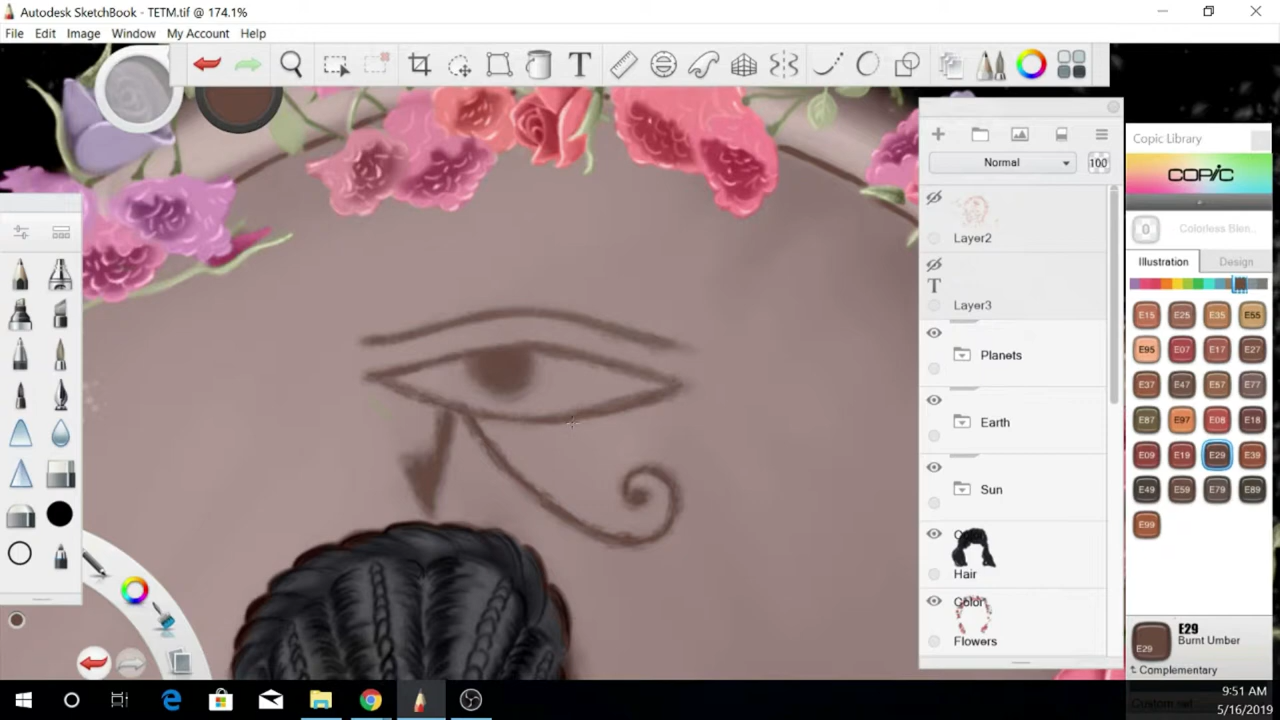 Autodesk SketchBook - TETM.tif @ 174.1%
File Edit Image Window My Account Help
T
Copic Library
COPIC
Normal 100
0 Colorless Blen...
Layer2
Illustration Design
T
Layer3
E15 E25 E35 E55
E95 E07 E17 E27
Planets
E37 E47 E57 E77
Earth
E87 E97 E08 E18
E09 E19 E29 E39
Sun
E49 E59 E79 E89
E99
Hair
Color
Flowers
E29
E29
Burnt Umber
Complementary
9:51 AM
5/16/2019